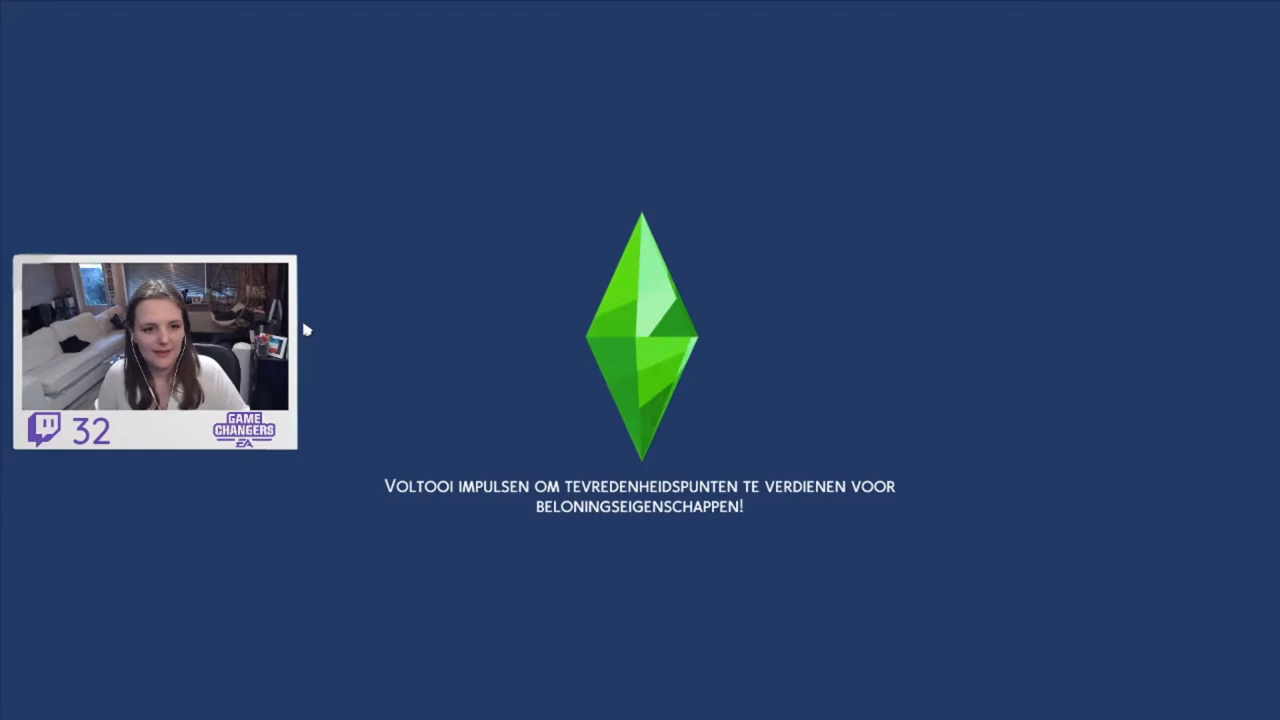 32
GAME
CHANGERS
EA
VOLTOOI IMPULSEN OM TEVREDENHEIDSPUNTEN TE VERDIENEN VOOR
BELONINGSEIGENSCHAPPEN!